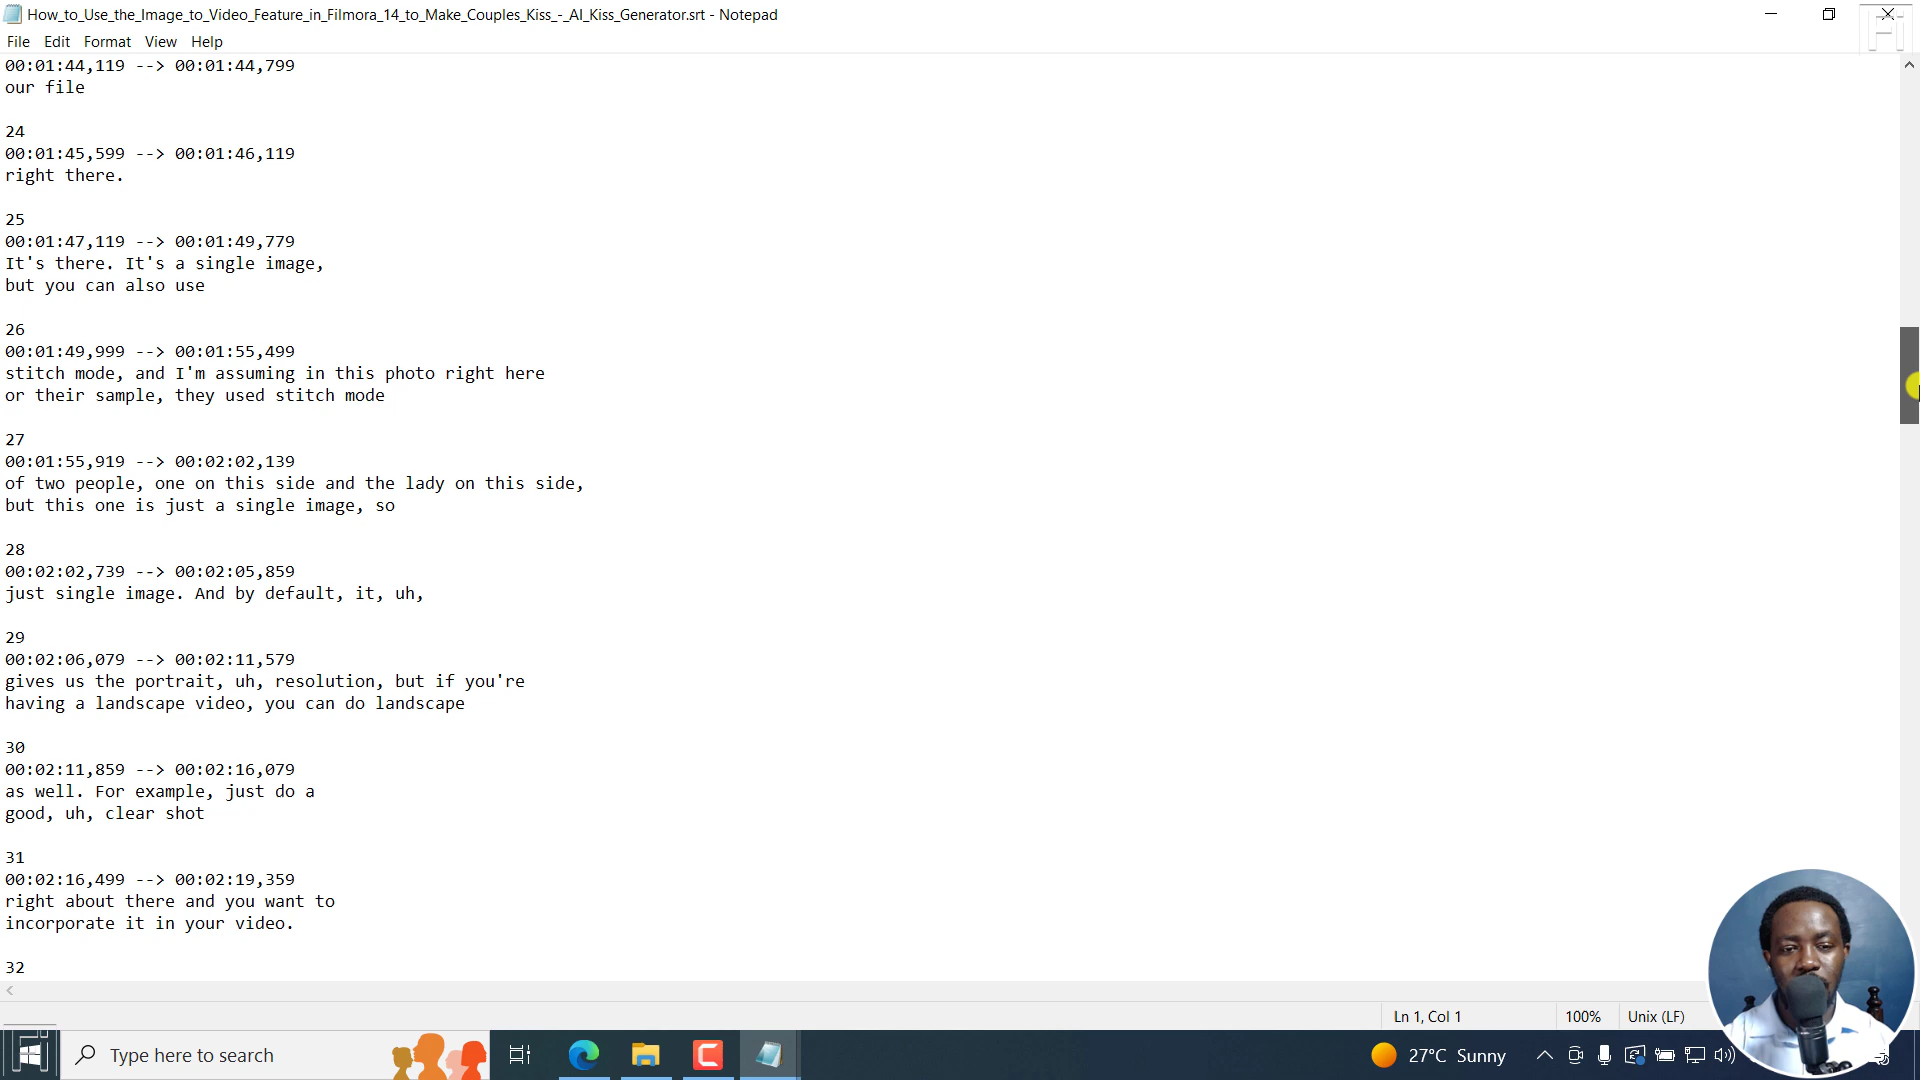 How_to_Use_the_Image_to_Video_Feature_in_Filmora_14_to_Make_Couples_Kiss_-_AI_Kiss_Generator.srt - Notepad
File Edit Format View Help
00:01:44,119 --> 00:01:44,799
our file
24
00:01:45,599 --> 00:01:46,119
right there.
25
00:01:47,119 --> 00:01:49,779
It's there. It's a single image,
but you can also use
26
00:01:49,999 --> 00:01:55,499
stitch mode, and I'm assuming in this photo right here
or their sample, they used stitch mode
27
00:01:55,919 --> 00:02:02,139
of two people, one on this side and the lady on this side,
but this one is just a single image, so
28
00:02:02,739 --> 00:02:05,859
just single image. And by default, it, uh,
29
00:02:06,079 --> 00:02:11,579
gives us the portrait, uh, resolution, but if you're
having a landscape video, you can do landscape
30
00:02:11,859 --> 00:02:16,079
as well. For example, just do a
good, uh, clear shot
31
00:02:16,499 --> 00:02:19,359
right about there and you want to
incorporate it in your video.
32
Ln 1, Col 1 100% Unix (LF)
Type here to search 27°C Sunny